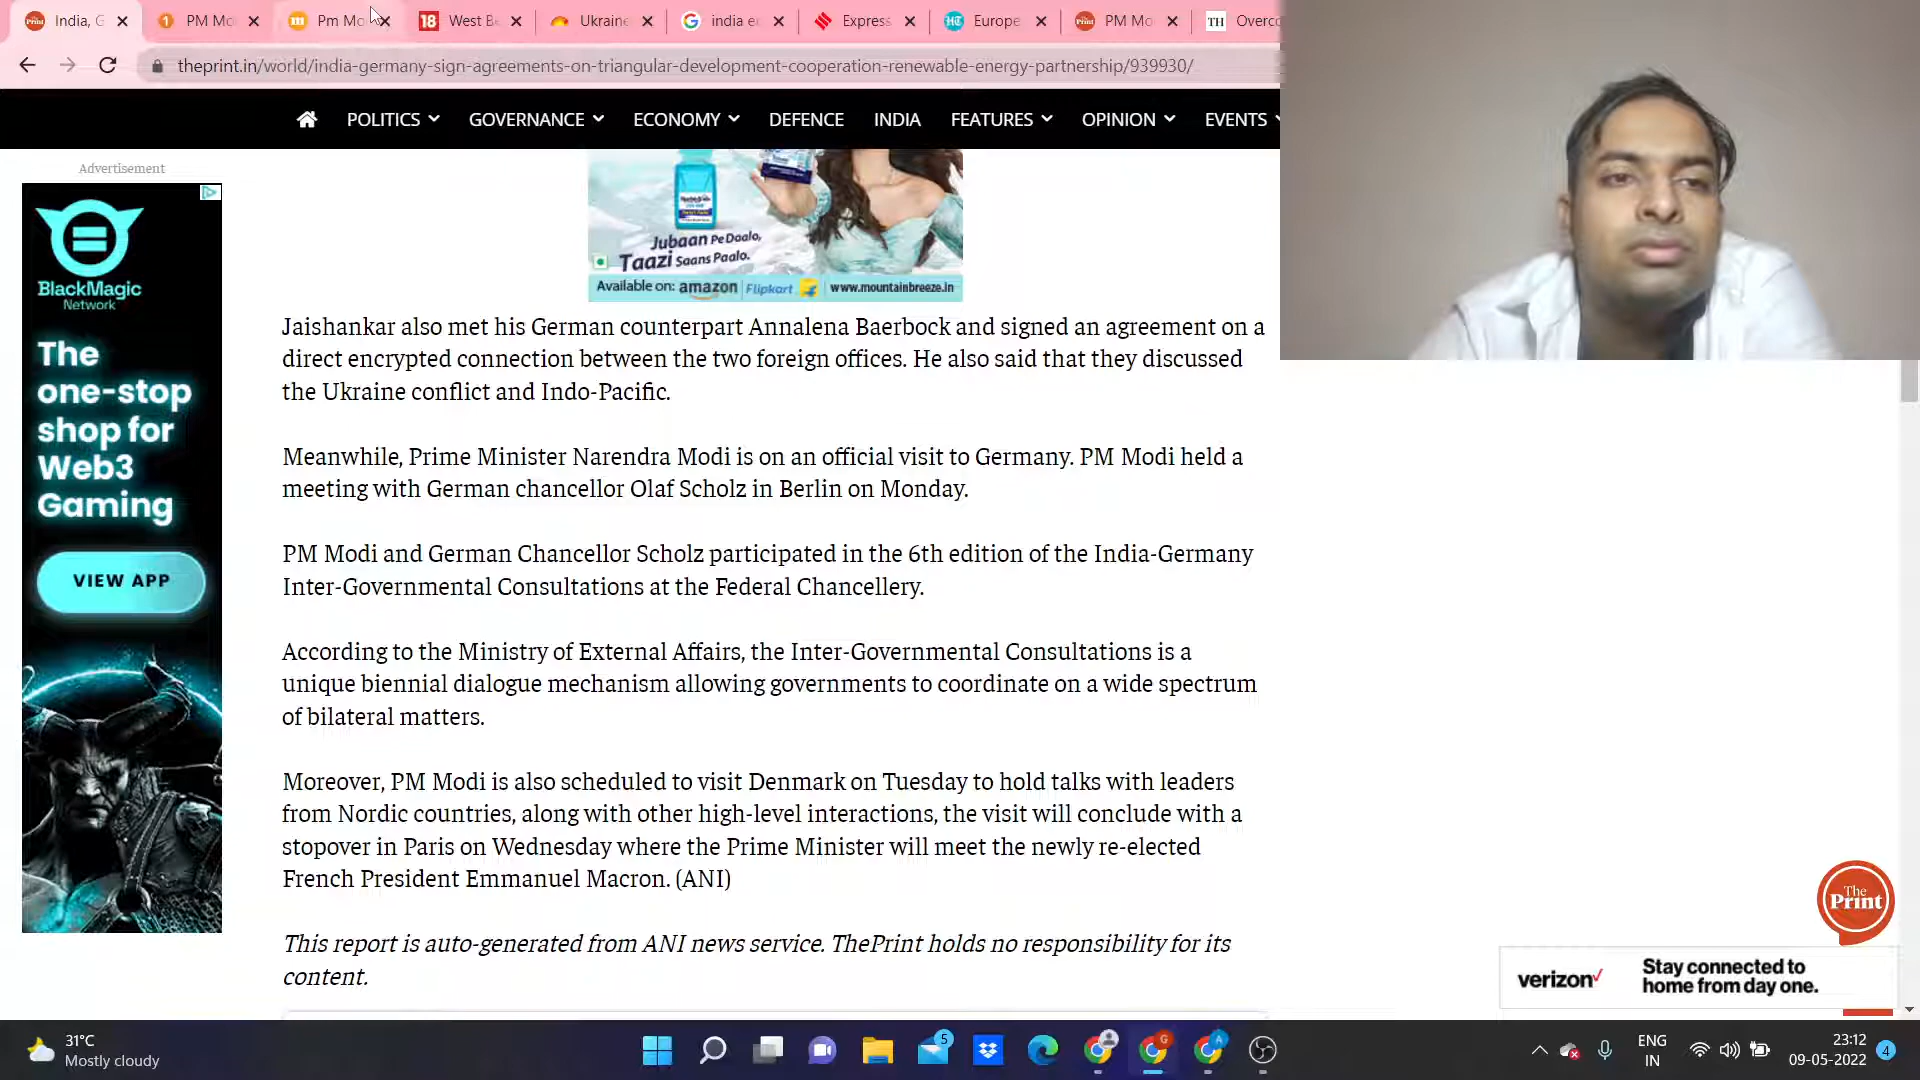 India, G
PM Mo
Pm Mo
West Be
Ukraine
india e
Express
Europe
PM Mo
Overco
theprint.in/world/india-germany-sign-agreements-on-triangular-development-cooperation-renewable-energy-partnership/939930/
POLITICS GOVERNANCE ECONOMY DEFENCE INDIA FEATURES OPINION EVENTS
Advertisement
BlackMagic
Network
The
one-stop
shop for
Web3
Gaming
VIEW APP
Jubaan Pe Daalo,
Taazi Saans Paalo.
Available on: amazon Flipkart www.mountainbreeze.in
Jaishankar also met his German counterpart Annalena Baerbock and signed an agreement on a
direct encrypted connection between the two foreign offices. He also said that they discussed
the Ukraine conflict and Indo-Pacific.
Meanwhile, Prime Minister Narendra Modi is on an official visit to Germany. PM Modi held a
meeting with German chancellor Olaf Scholz in Berlin on Monday.
PM Modi and German Chancellor Scholz participated in the 6th edition of the India-Germany
Inter-Governmental Consultations at the Federal Chancellery.
According to the Ministry of External Affairs, the Inter-Governmental Consultations is a
unique biennial dialogue mechanism allowing governments to coordinate on a wide spectrum
of bilateral matters.
Moreover, PM Modi is also scheduled to visit Denmark on Tuesday to hold talks with leaders
from Nordic countries, along with other high-level interactions, the visit will conclude with a
stopover in Paris on Wednesday where the Prime Minister will meet the newly re-elected
French President Emmanuel Macron. (ANI)
This report is auto-generated from ANI news service. ThePrint holds no responsibility for its
content.
The
Print
verizon
Stay connected to
home from day one.
31°C
Mostly cloudy
5
ENG
IN
23:12
09-05-2022
4